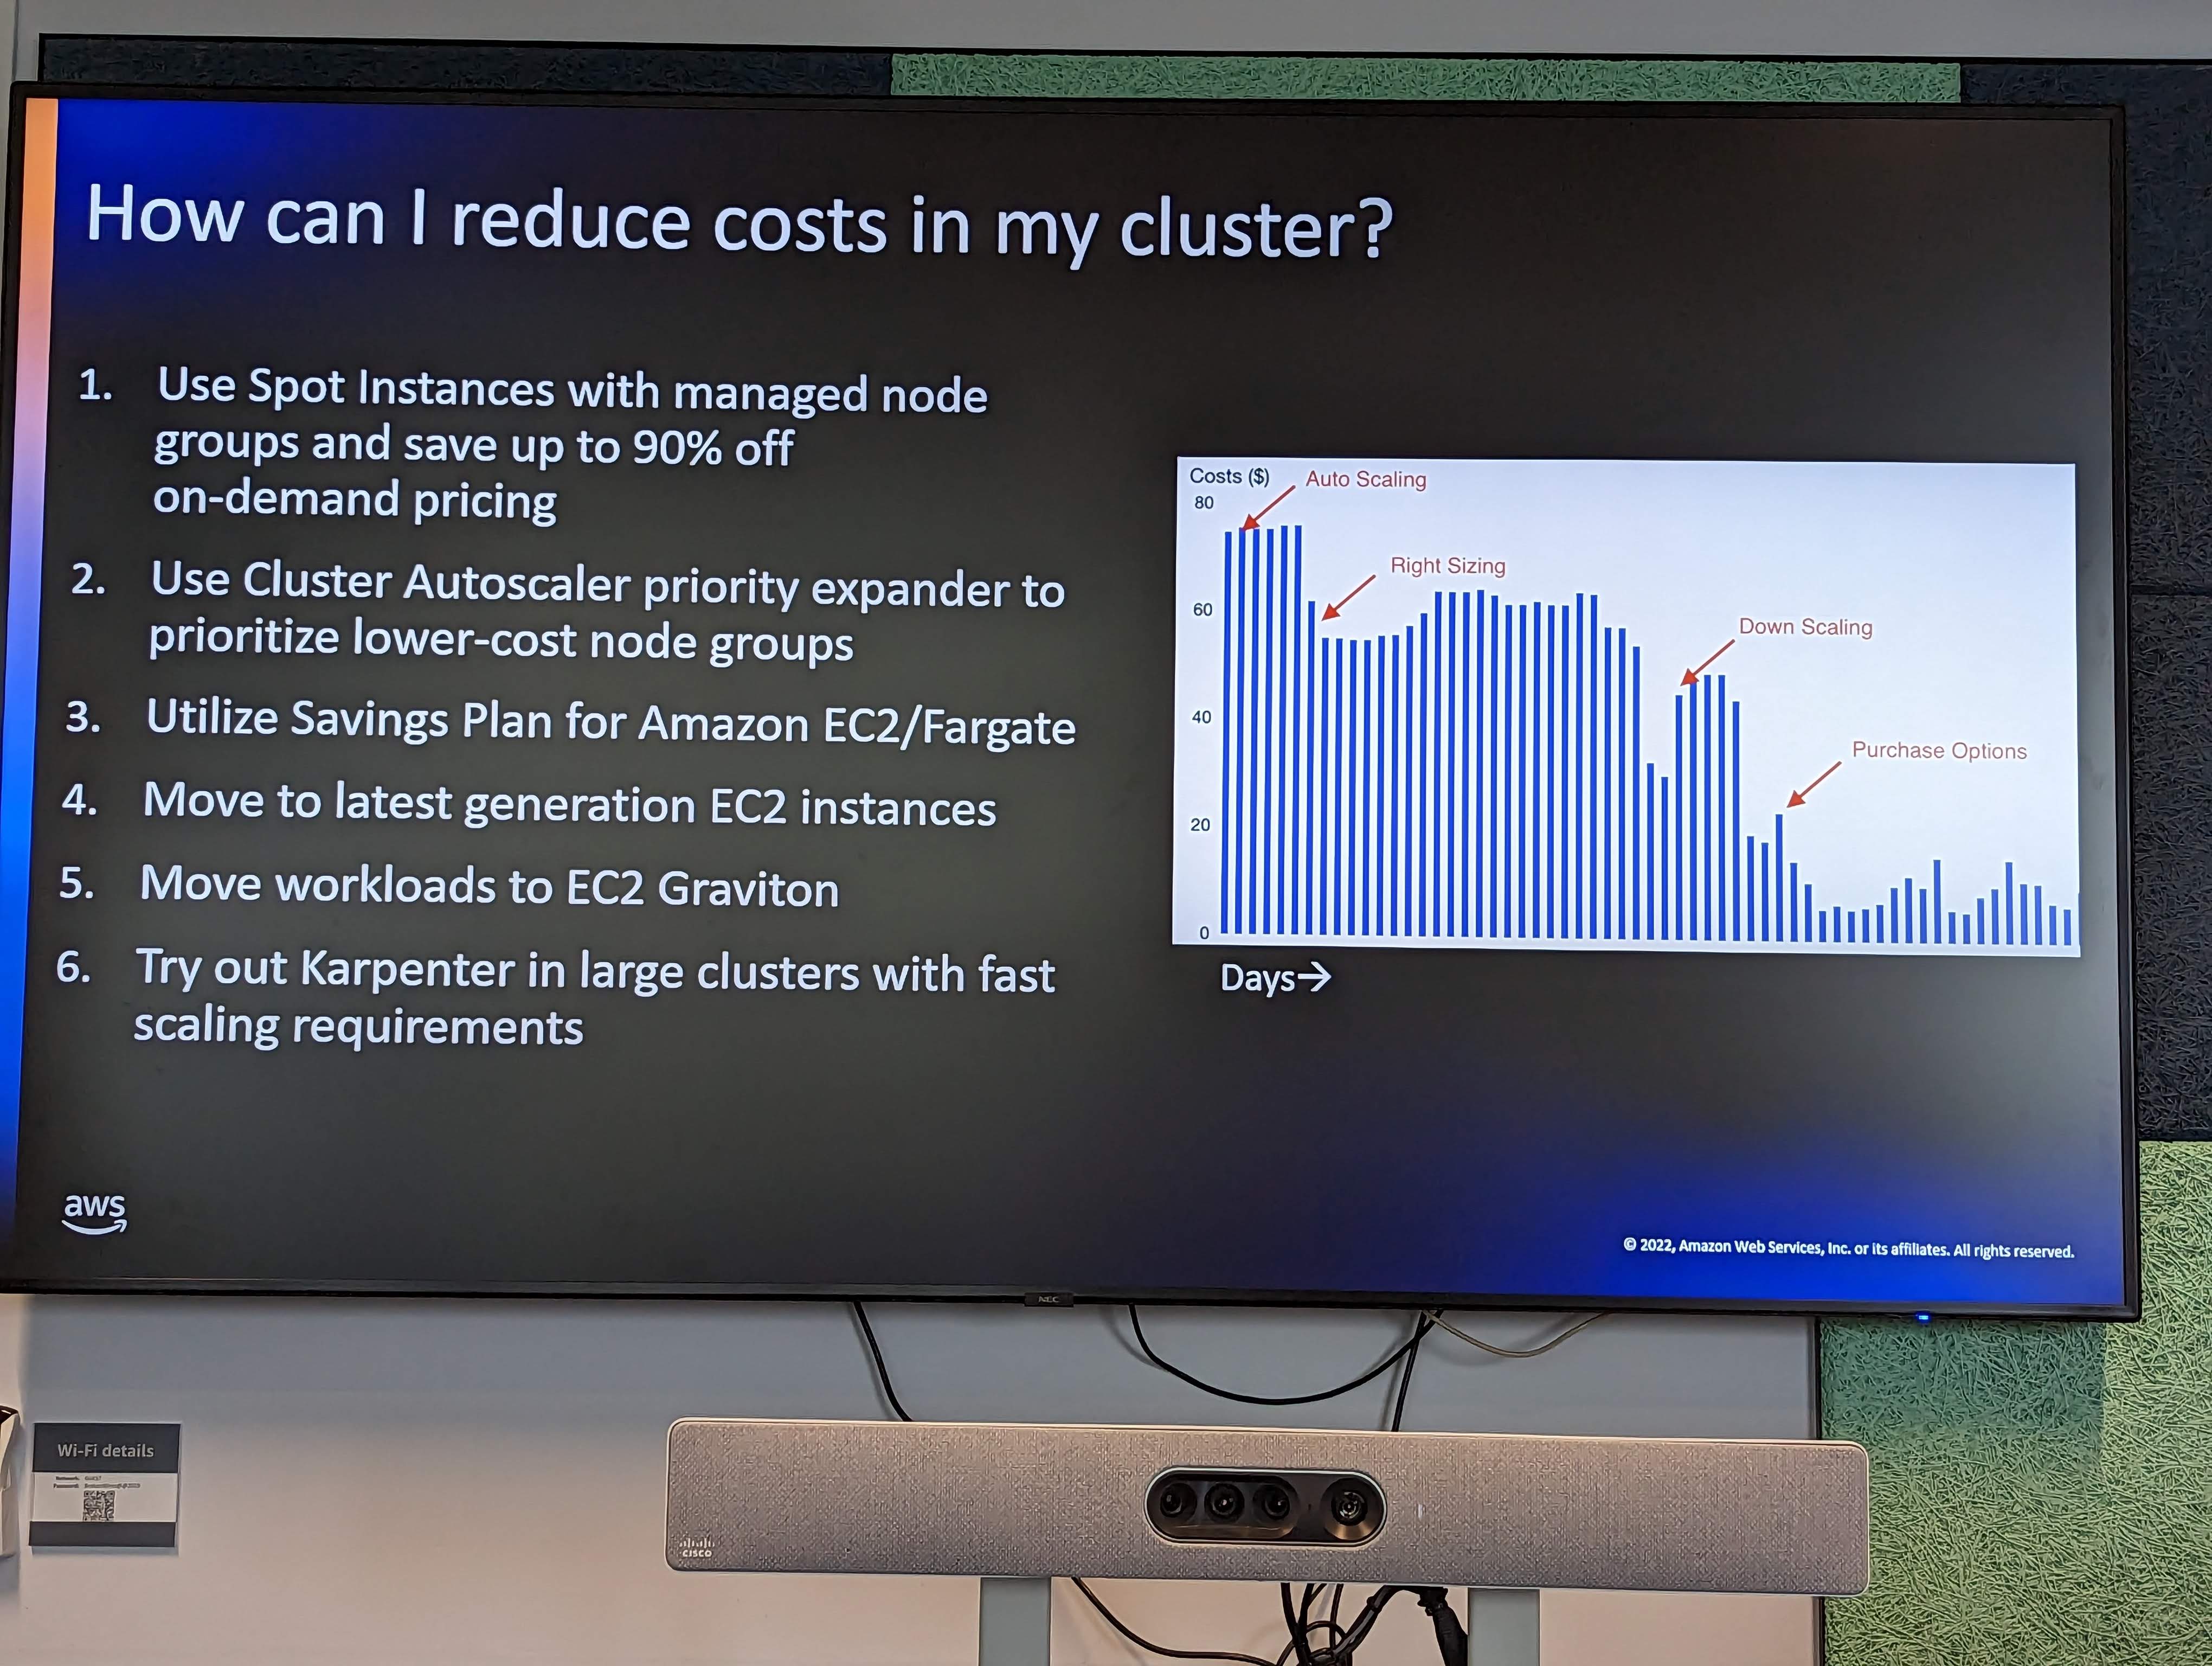 How can I reduce costs in my cluster?
1. Use Spot Instances with managed node
groups and save up to 90% off
on-demand pricing
2. Use Cluster Autoscaler priority expander to
prioritize lower-cost node groups
3. Utilize Savings Plan for Amazon EC2/Fargate
4. Move to latest generation EC2 instances
5. Move workloads to EC2 Graviton
6. Try out Karpenter in large clusters with fast
scaling requirements
Costs ($)
80
60
40
20
0
Auto Scaling
Right Sizing
Down Scaling
Purchase Options
Days→
aws
© 2022, Amazon Web Services, Inc. or its affiliates. All rights reserved.
NEC
Wi-Fi details
Network: GUEST
Password:
CISCO